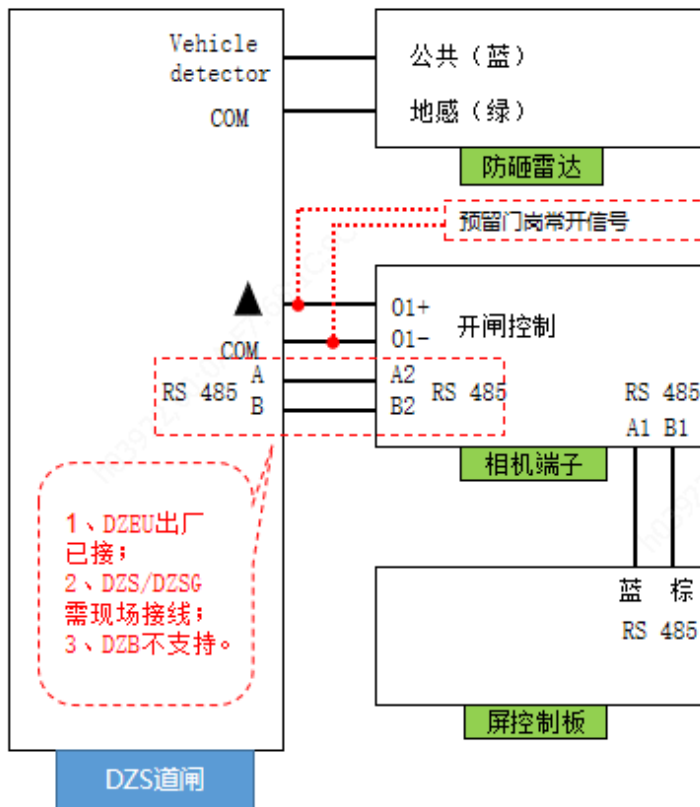 Vehicle
detector
COM
公共（蓝）
地感（绿）
防砸雷达
预留门岗常开信号
▲
COM
O1+
O1-
开闸控制
RS 485
A
B
A2
B2
RS 485
RS 485
A1 B1
相机端子
1、DZEU出厂
已接；
2、DZS/DZSG
需现场接线；
3、DZB不支持。
蓝 棕
RS 485
屏控制板
DZS道闸